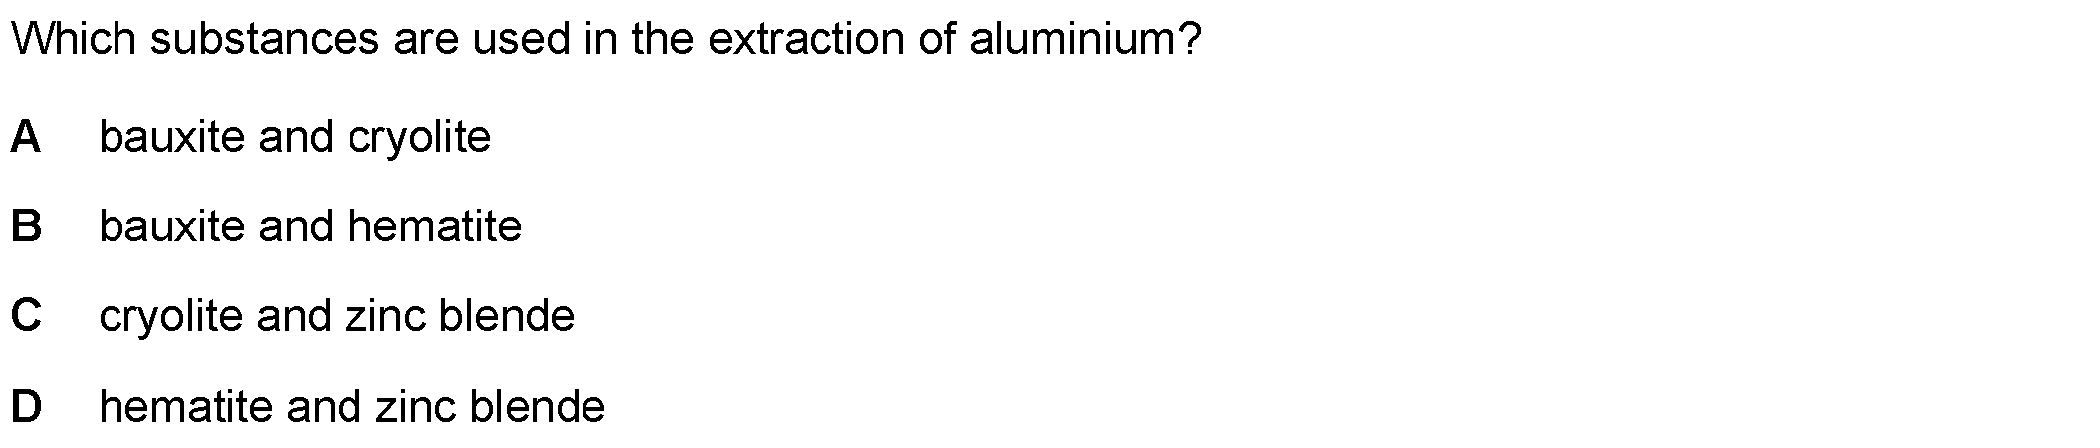 Which substances are used in the extraction of aluminium?
A bauxite and cryolite
B bauxite and hematite
C cryolite and zinc blende
D hematite and zinc blende